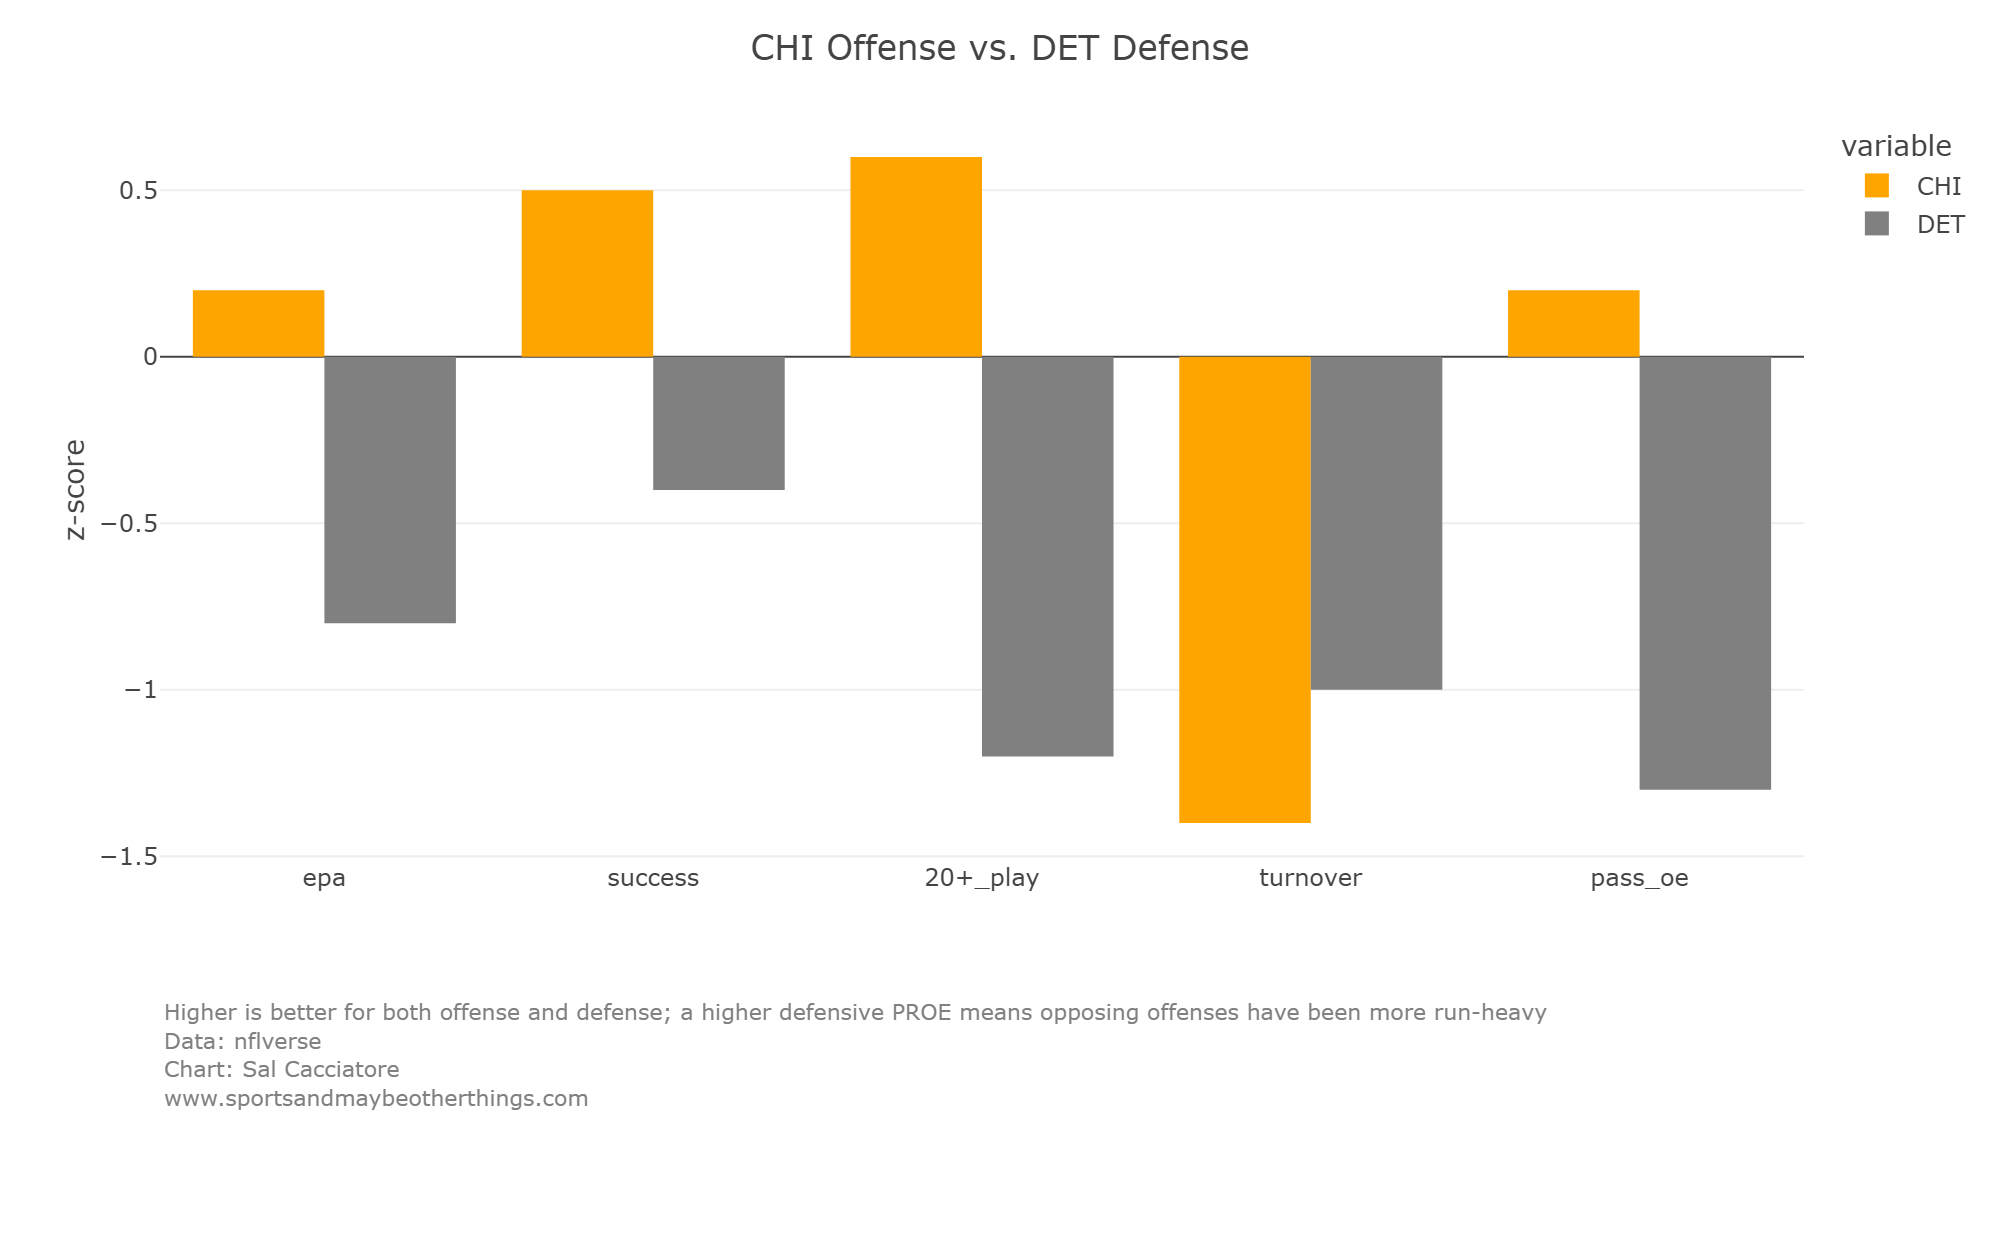 CHI Offense vs. DET Defense
variable
CHI
DET
0.5
0
−0.5
−1
−1.5
z-score
epa
success
20+_play
turnover
pass_oe
Higher is better for both offense and defense; a higher defensive PROE means opposing offenses have been more run-heavy
Data: nflverse
Chart: Sal Cacciatore
www.sportsandmaybeotherthings.com